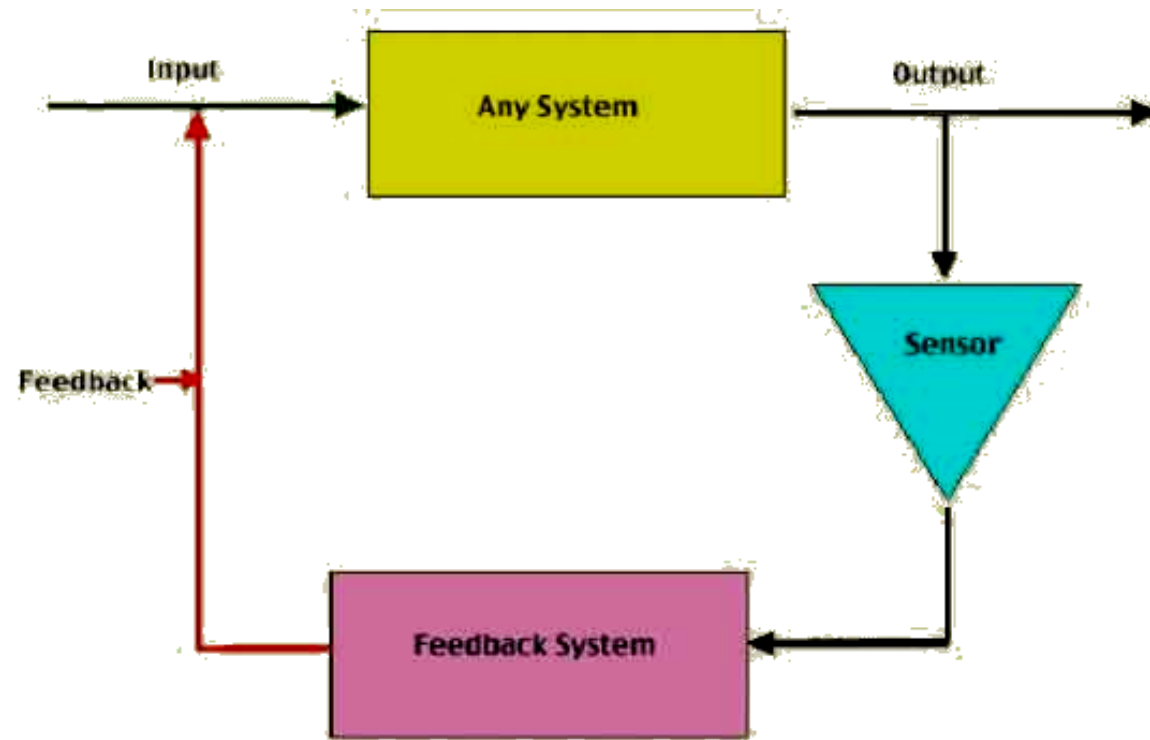 Input
Any System
Output
Sensor
Feedback
Feedback System